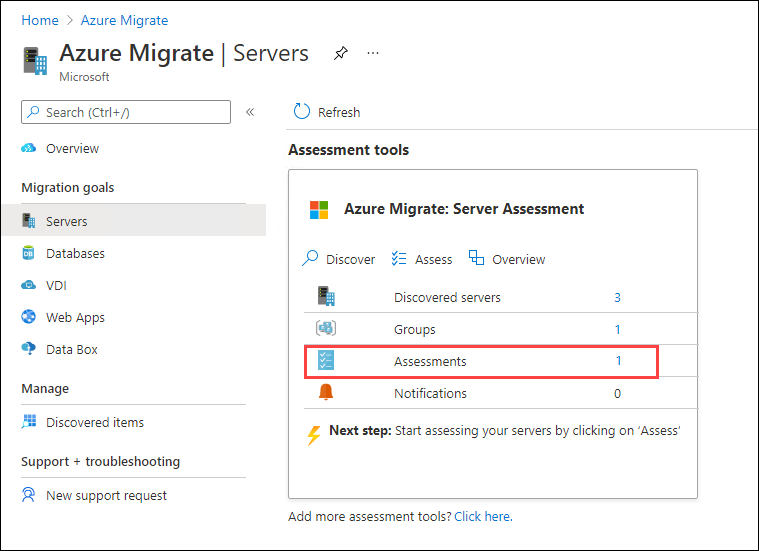 Home > Azure Migrate
Azure Migrate | Servers ...
Microsoft
Search (Ctrl+/) «
Overview
Migration goals
Servers
Databases
VDI
Web Apps
Data Box
Manage
Discovered items
Support + troubleshooting
New support request
Refresh
Assessment tools
Azure Migrate: Server Assessment
Discover Assess Overview
Discovered servers 3
Groups 1
Assessments 1
Notifications 0
Next step: Start assessing your servers by clicking on ‘Assess’
Add more assessment tools? Click here.